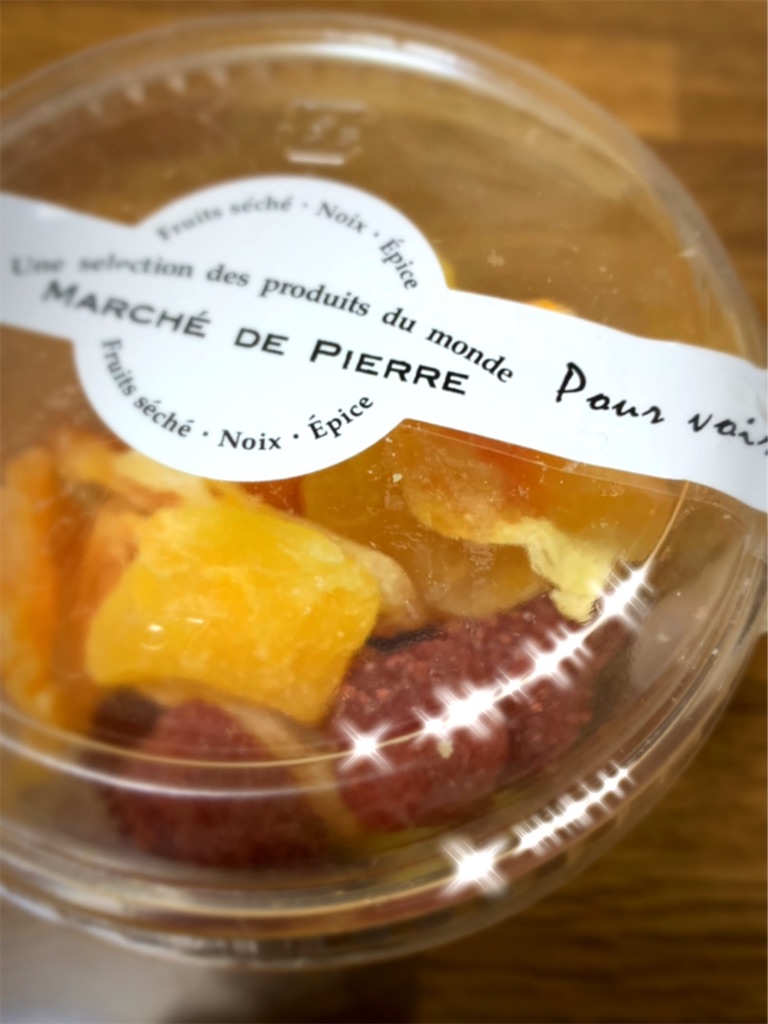 Fruits séché · Noix · Épice
Une selection des produits du monde
MARCHÉ DE PIERRE
Fruits séché · Noix · Épice
Pour